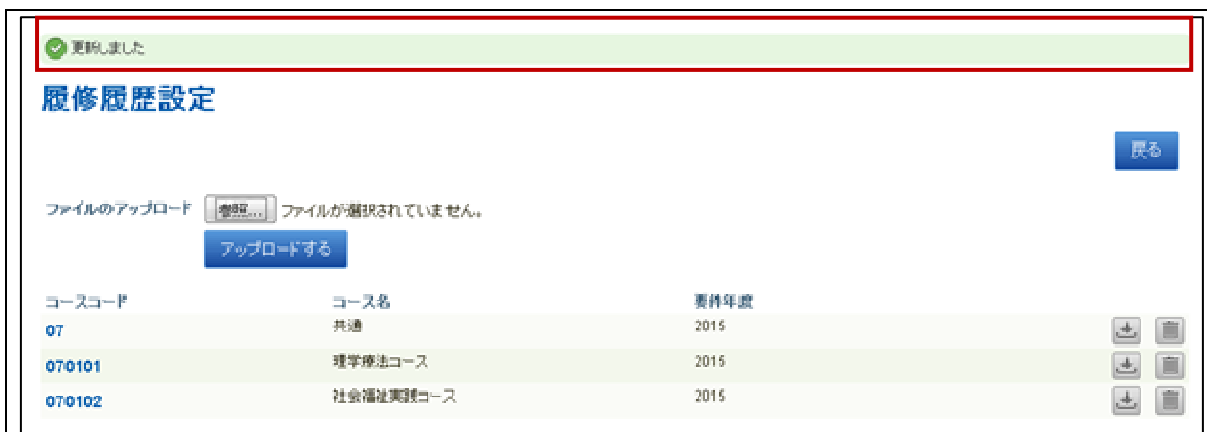 更新しました
履修履歴設定
戻る
ファイルのアップロード 参照... ファイルが選択されていません。
アップロードする
コースコード コース名 要件年度
07 共通 2015
070101 理学療法コース 2015
070102 社会福祉実践コース 2015